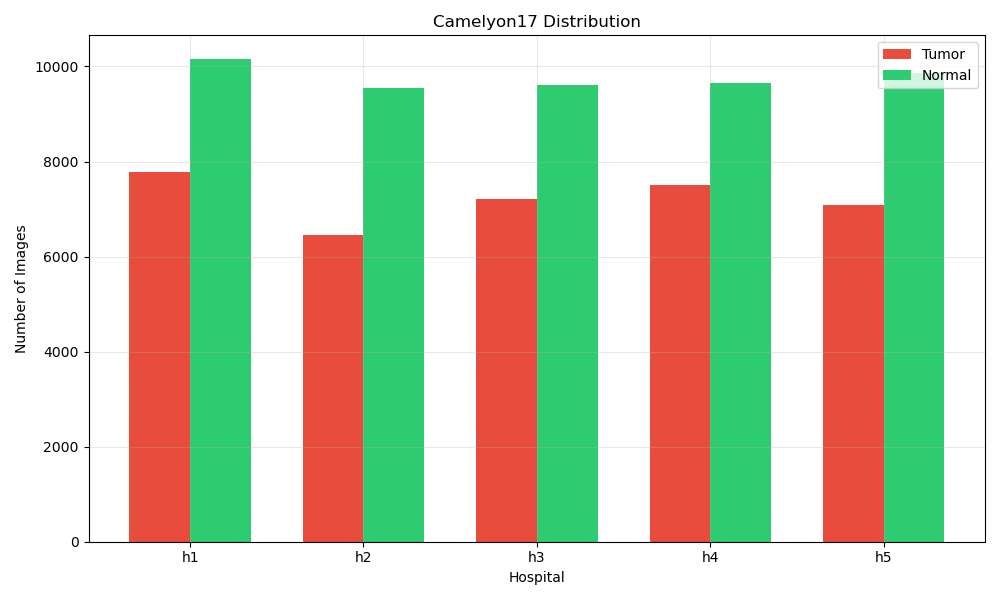 Camelyon17 Distribution
Tumor
Normal
10000
8000
6000
4000
2000
0
Number of Images
h1 h2 h3 h4 h5
Hospital